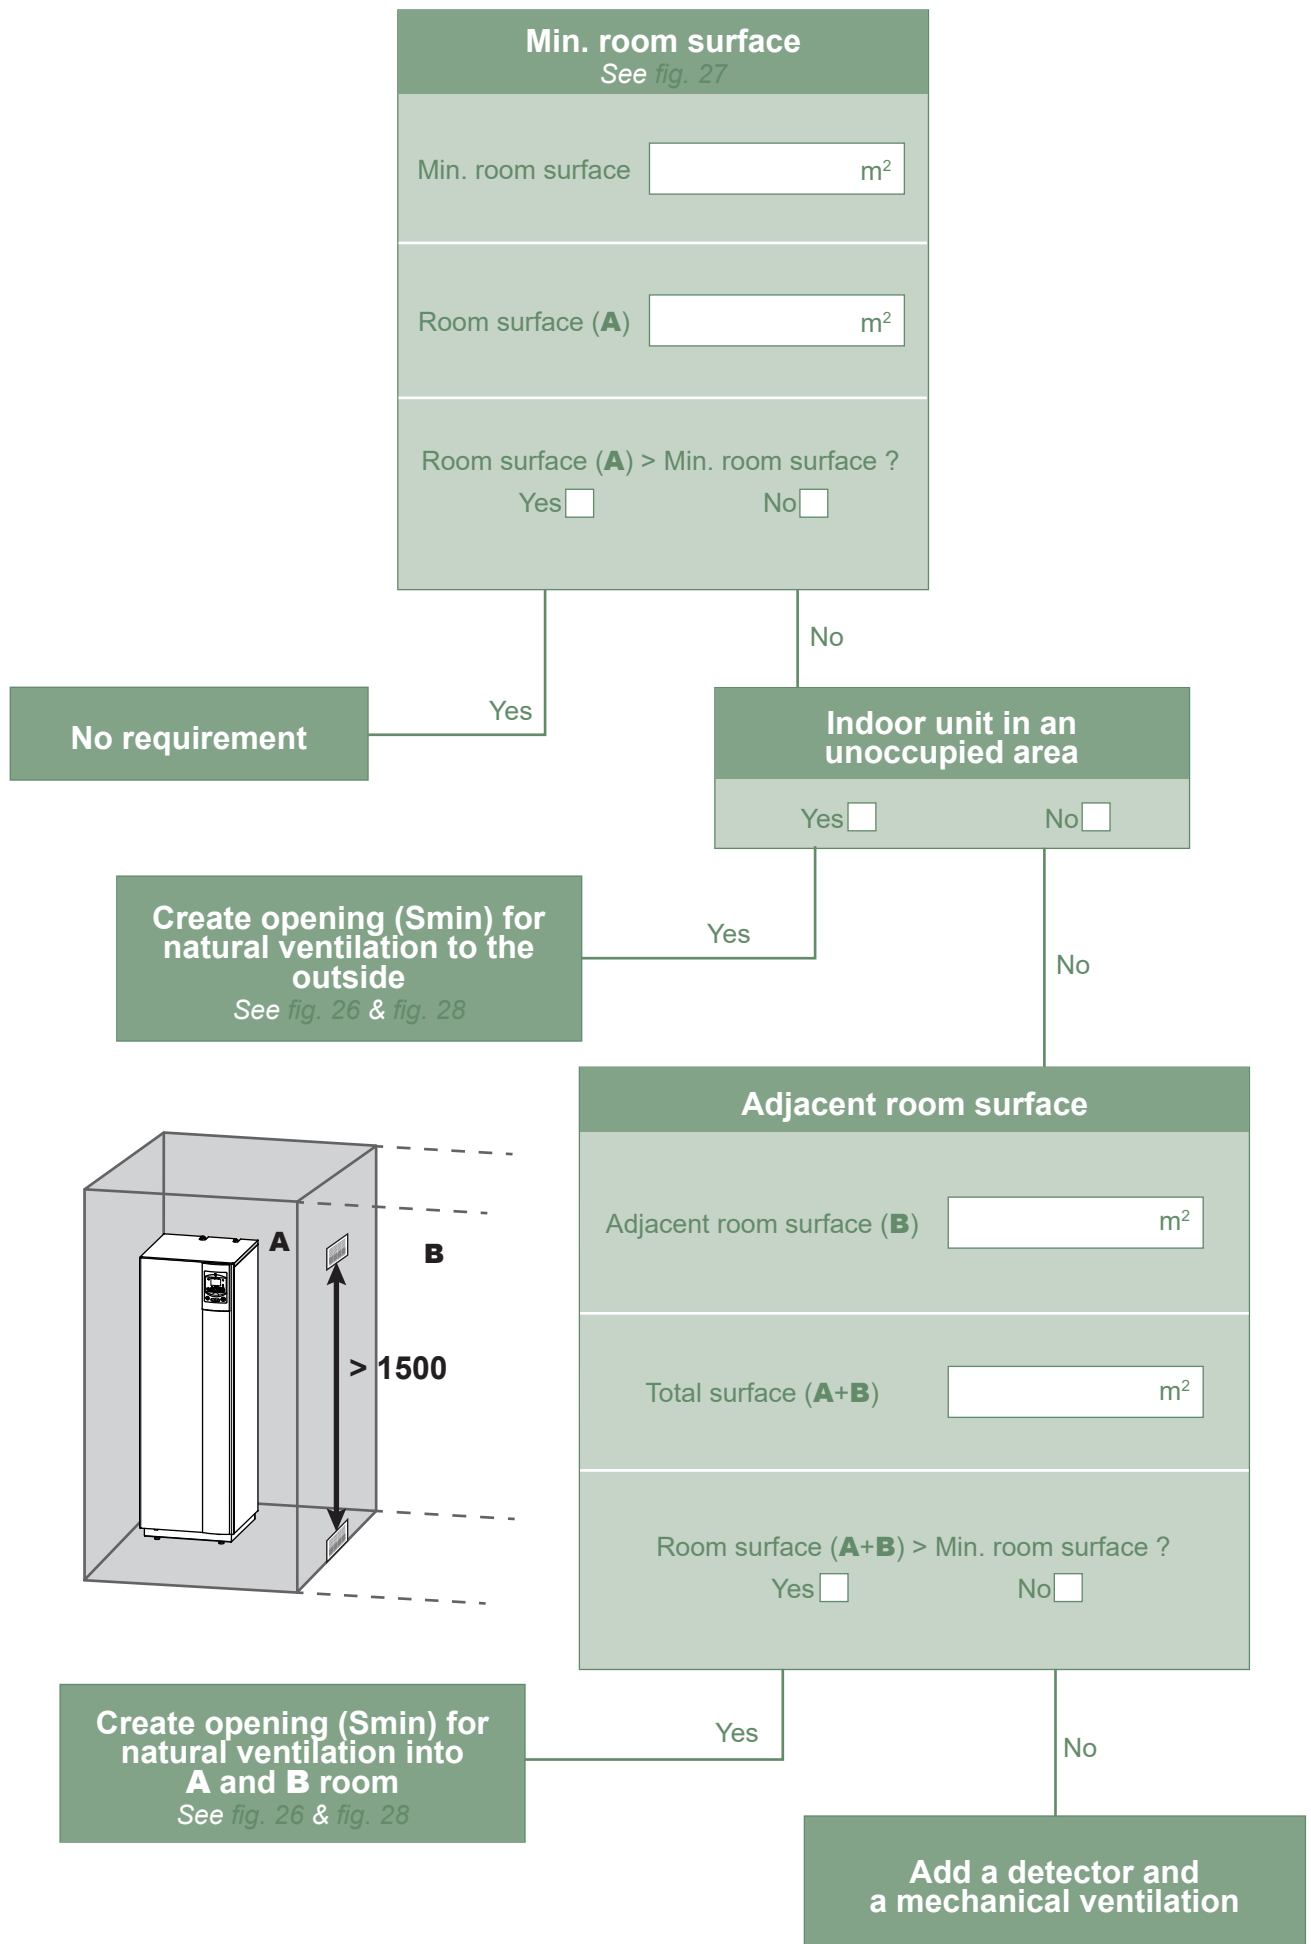 Min. room surface
See fig. 27
Min. room surface m²
Room surface (A) m²
Room surface (A) > Min. room surface ?
Yes No
No
Yes
No requirement
Indoor unit in an
unoccupied area
Yes No
Create opening (Smin) for
natural ventilation to the
outside
See fig. 26 & fig. 28
Yes
No
Adjacent room surface
Adjacent room surface (B) m²
Total surface (A+B) m²
Room surface (A+B) > Min. room surface ?
Yes No
A
B
> 1500
Yes
No
Create opening (Smin) for
natural ventilation into
A and B room
See fig. 26 & fig. 28
Add a detector and
a mechanical ventilation